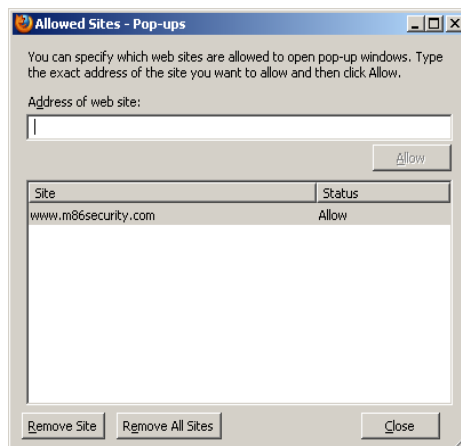 Allowed Sites - Pop-ups
You can specify which web sites are allowed to open pop-up windows. Type
the exact address of the site you want to allow and then click Allow.
Address of web site:
Allow
Site Status
www.m86security.com Allow
Remove Site Remove All Sites Close